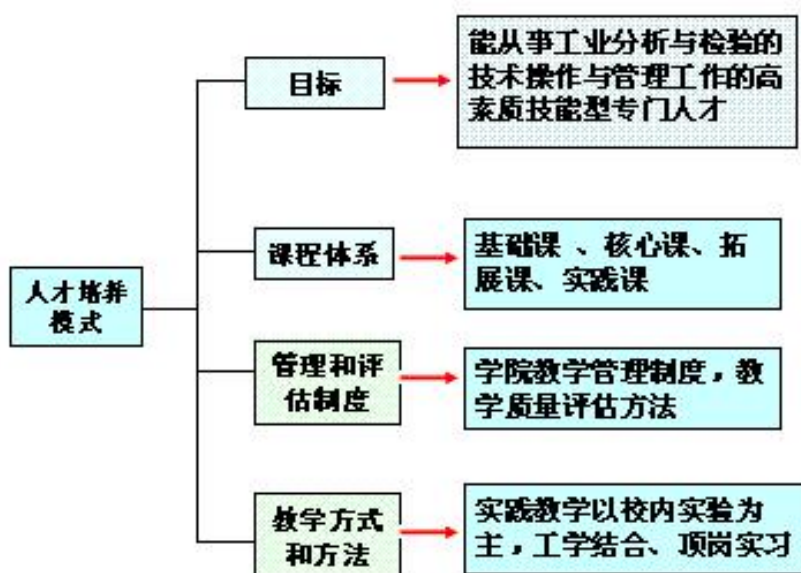 目标
能从事工业分析与检验的
技术操作与管理工作的高
素质技能型专门人才
课程体系
基础课 、核心课、拓
展课、实践课
人才培养
模式
管理和评
估制度
学院教学管理制度，教
学质量评估方法
教学方式
和方法
实践教学以校内实验为
主，工学结合、顶岗实习